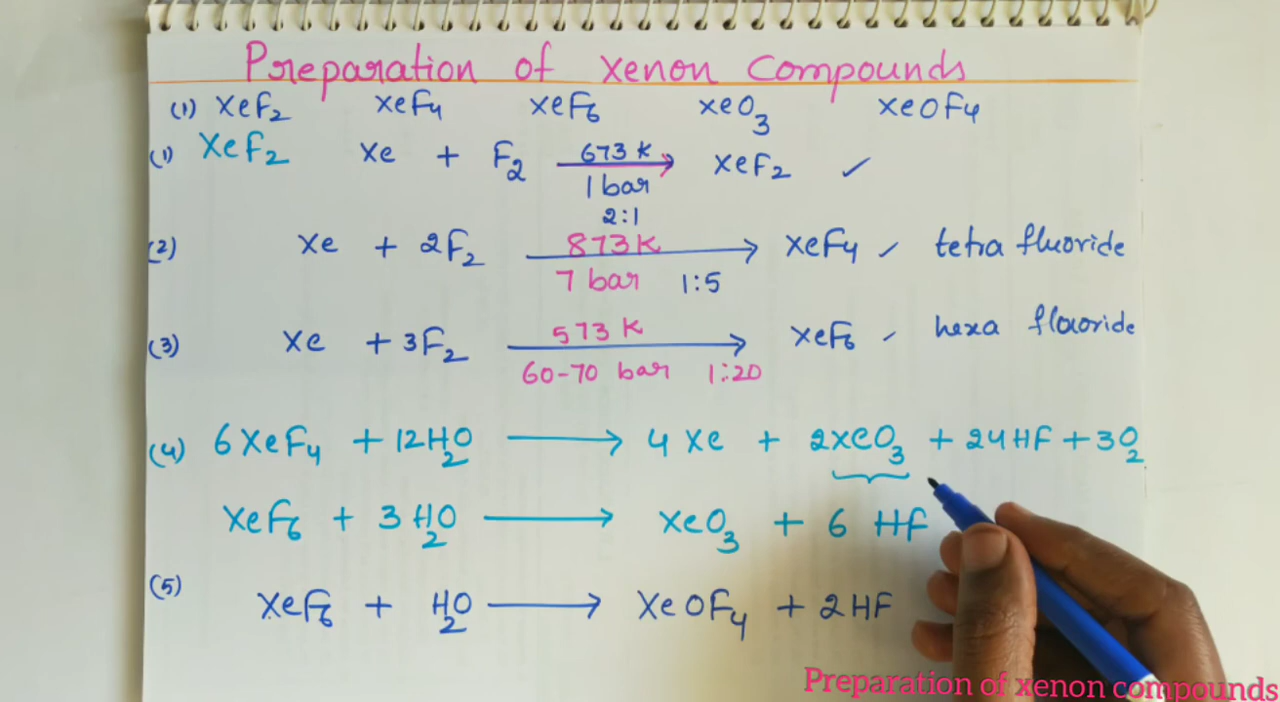 Preparation of Xenon Compounds
(1) XeF₂ XeF₄ XeF₆ XeO₃ XeOF₄
(1) XeF₂ Xe + F₂ 673 K → XeF₂ ✓
1 bar
2:1
(2) Xe + 2F₂ 873 K → XeF₄ ✓ tetra fluoride
7 bar 1:5
(3) Xe + 3F₂ 573 K → XeF₆ ✓ hexa flouoride
60-70 bar 1:20
(4) 6XeF₄ + 12H₂O → 4Xe + 2XeO₃ + 24HF + 3O₂
XeF₆ + 3H₂O → XeO₃ + 6HF
(5) XeF₆ + H₂O → XeOF₄ + 2HF
Preparation of xenon compounds